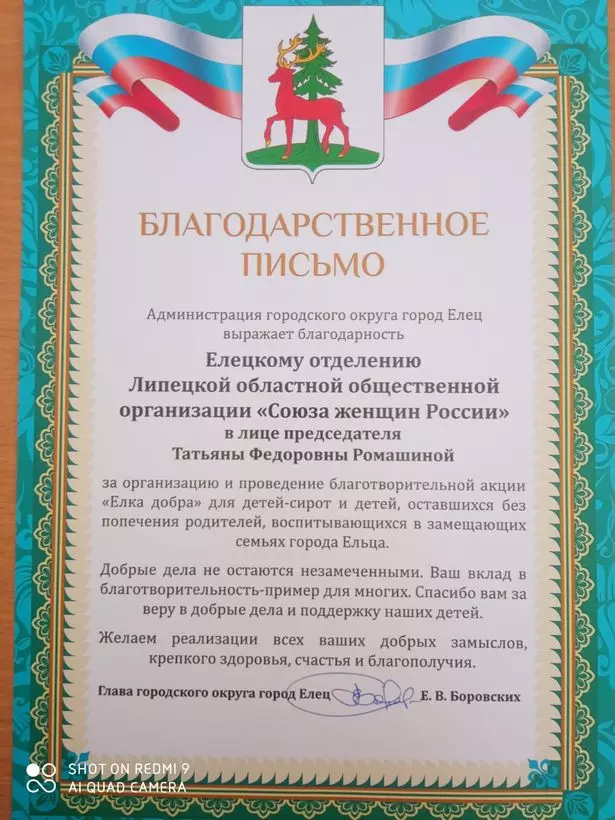 БЛАГОДАРСТВЕННОЕ
ПИСЬМО
Администрация городского округа город Елец
выражает благодарность
Елецкому отделению
Липецкой областной общественной
организации «Союза женщин России»
в лице председателя
Татьяны Федоровны Ромашиной
за организацию и проведение благотворительной акции
«Елка добра» для детей-сирот и детей, оставшихся без
попечения родителей, воспитывающихся в замещающих
семьях города Ельца.
Добрые дела не остаются незамеченными. Ваш вклад в
благотворительность-пример для многих. Спасибо вам за
веру в добрые дела и поддержку наших детей.
Желаем реализации всех ваших добрых замыслов,
крепкого здоровья, счастья и благополучия.
Глава городского округа город Елец Е. В. Боровских
SHOT ON REDMI 9
AI QUAD CAMERA